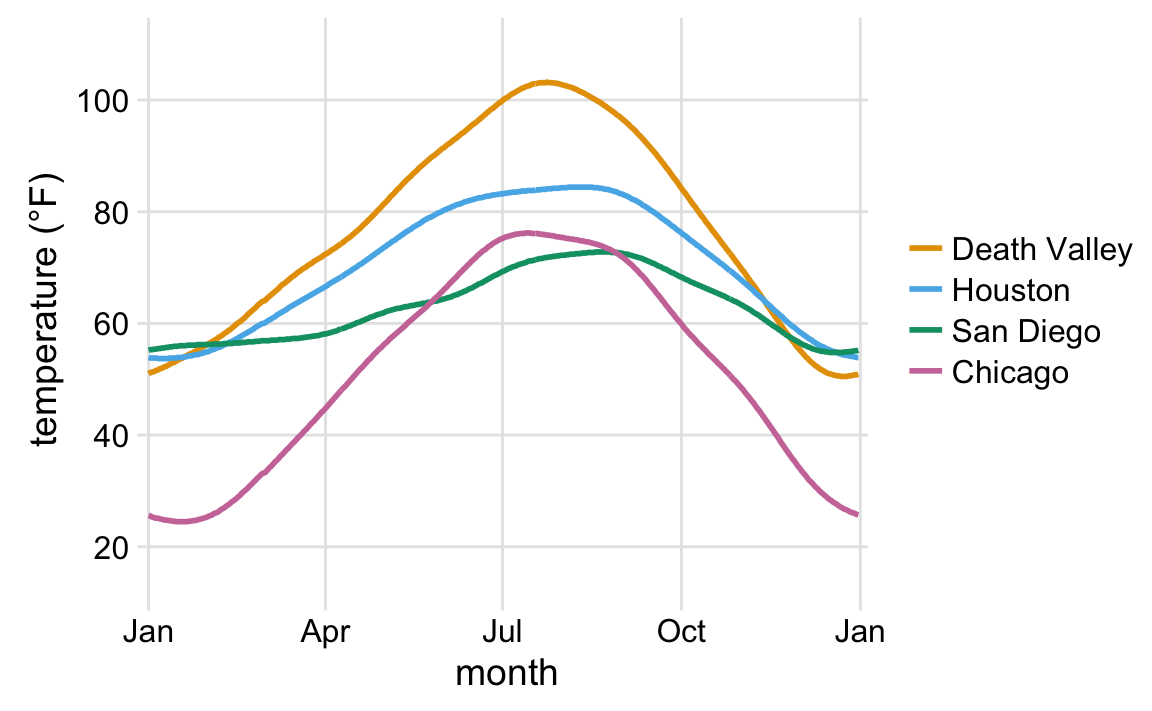 temperature (°F)
100
80
60
40
20
Jan Apr Jul Oct Jan
month
Death Valley
Houston
San Diego
Chicago